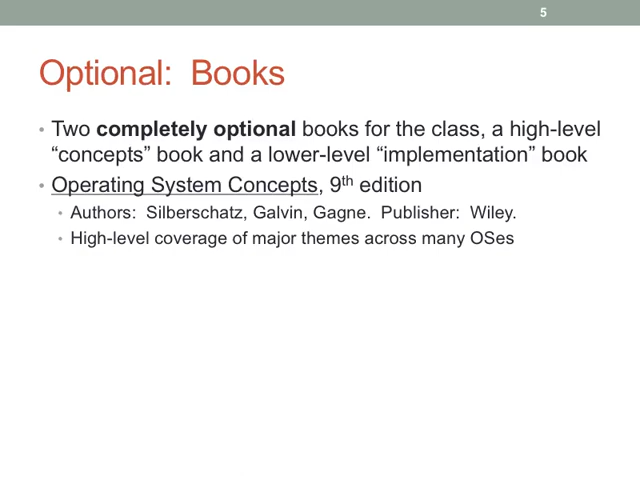 5
Optional:  Books
• Two completely optional books for the class, a high-level
“concepts” book and a lower-level “implementation” book
• Operating System Concepts, 9th edition
• Authors:  Silberschatz, Galvin, Gagne.  Publisher:  Wiley.
• High-level coverage of major themes across many OSes